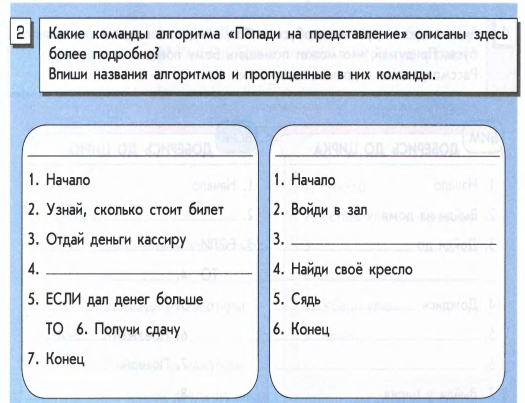 2
Какие команды алгоритма «Попади на представление» описаны здесь
более подробно?
Впиши названия алгоритмов и пропущенные в них команды.
1. Начало
2. Узнай, сколько стоит билет
3. Отдай деньги кассиру
4.
5. ЕСЛИ дал денег больше
ТО 6. Получи сдачу
7. Конец
1. Начало
2. Войди в зал
3.
4. Найди своё кресло
5. Сядь
6. Конец